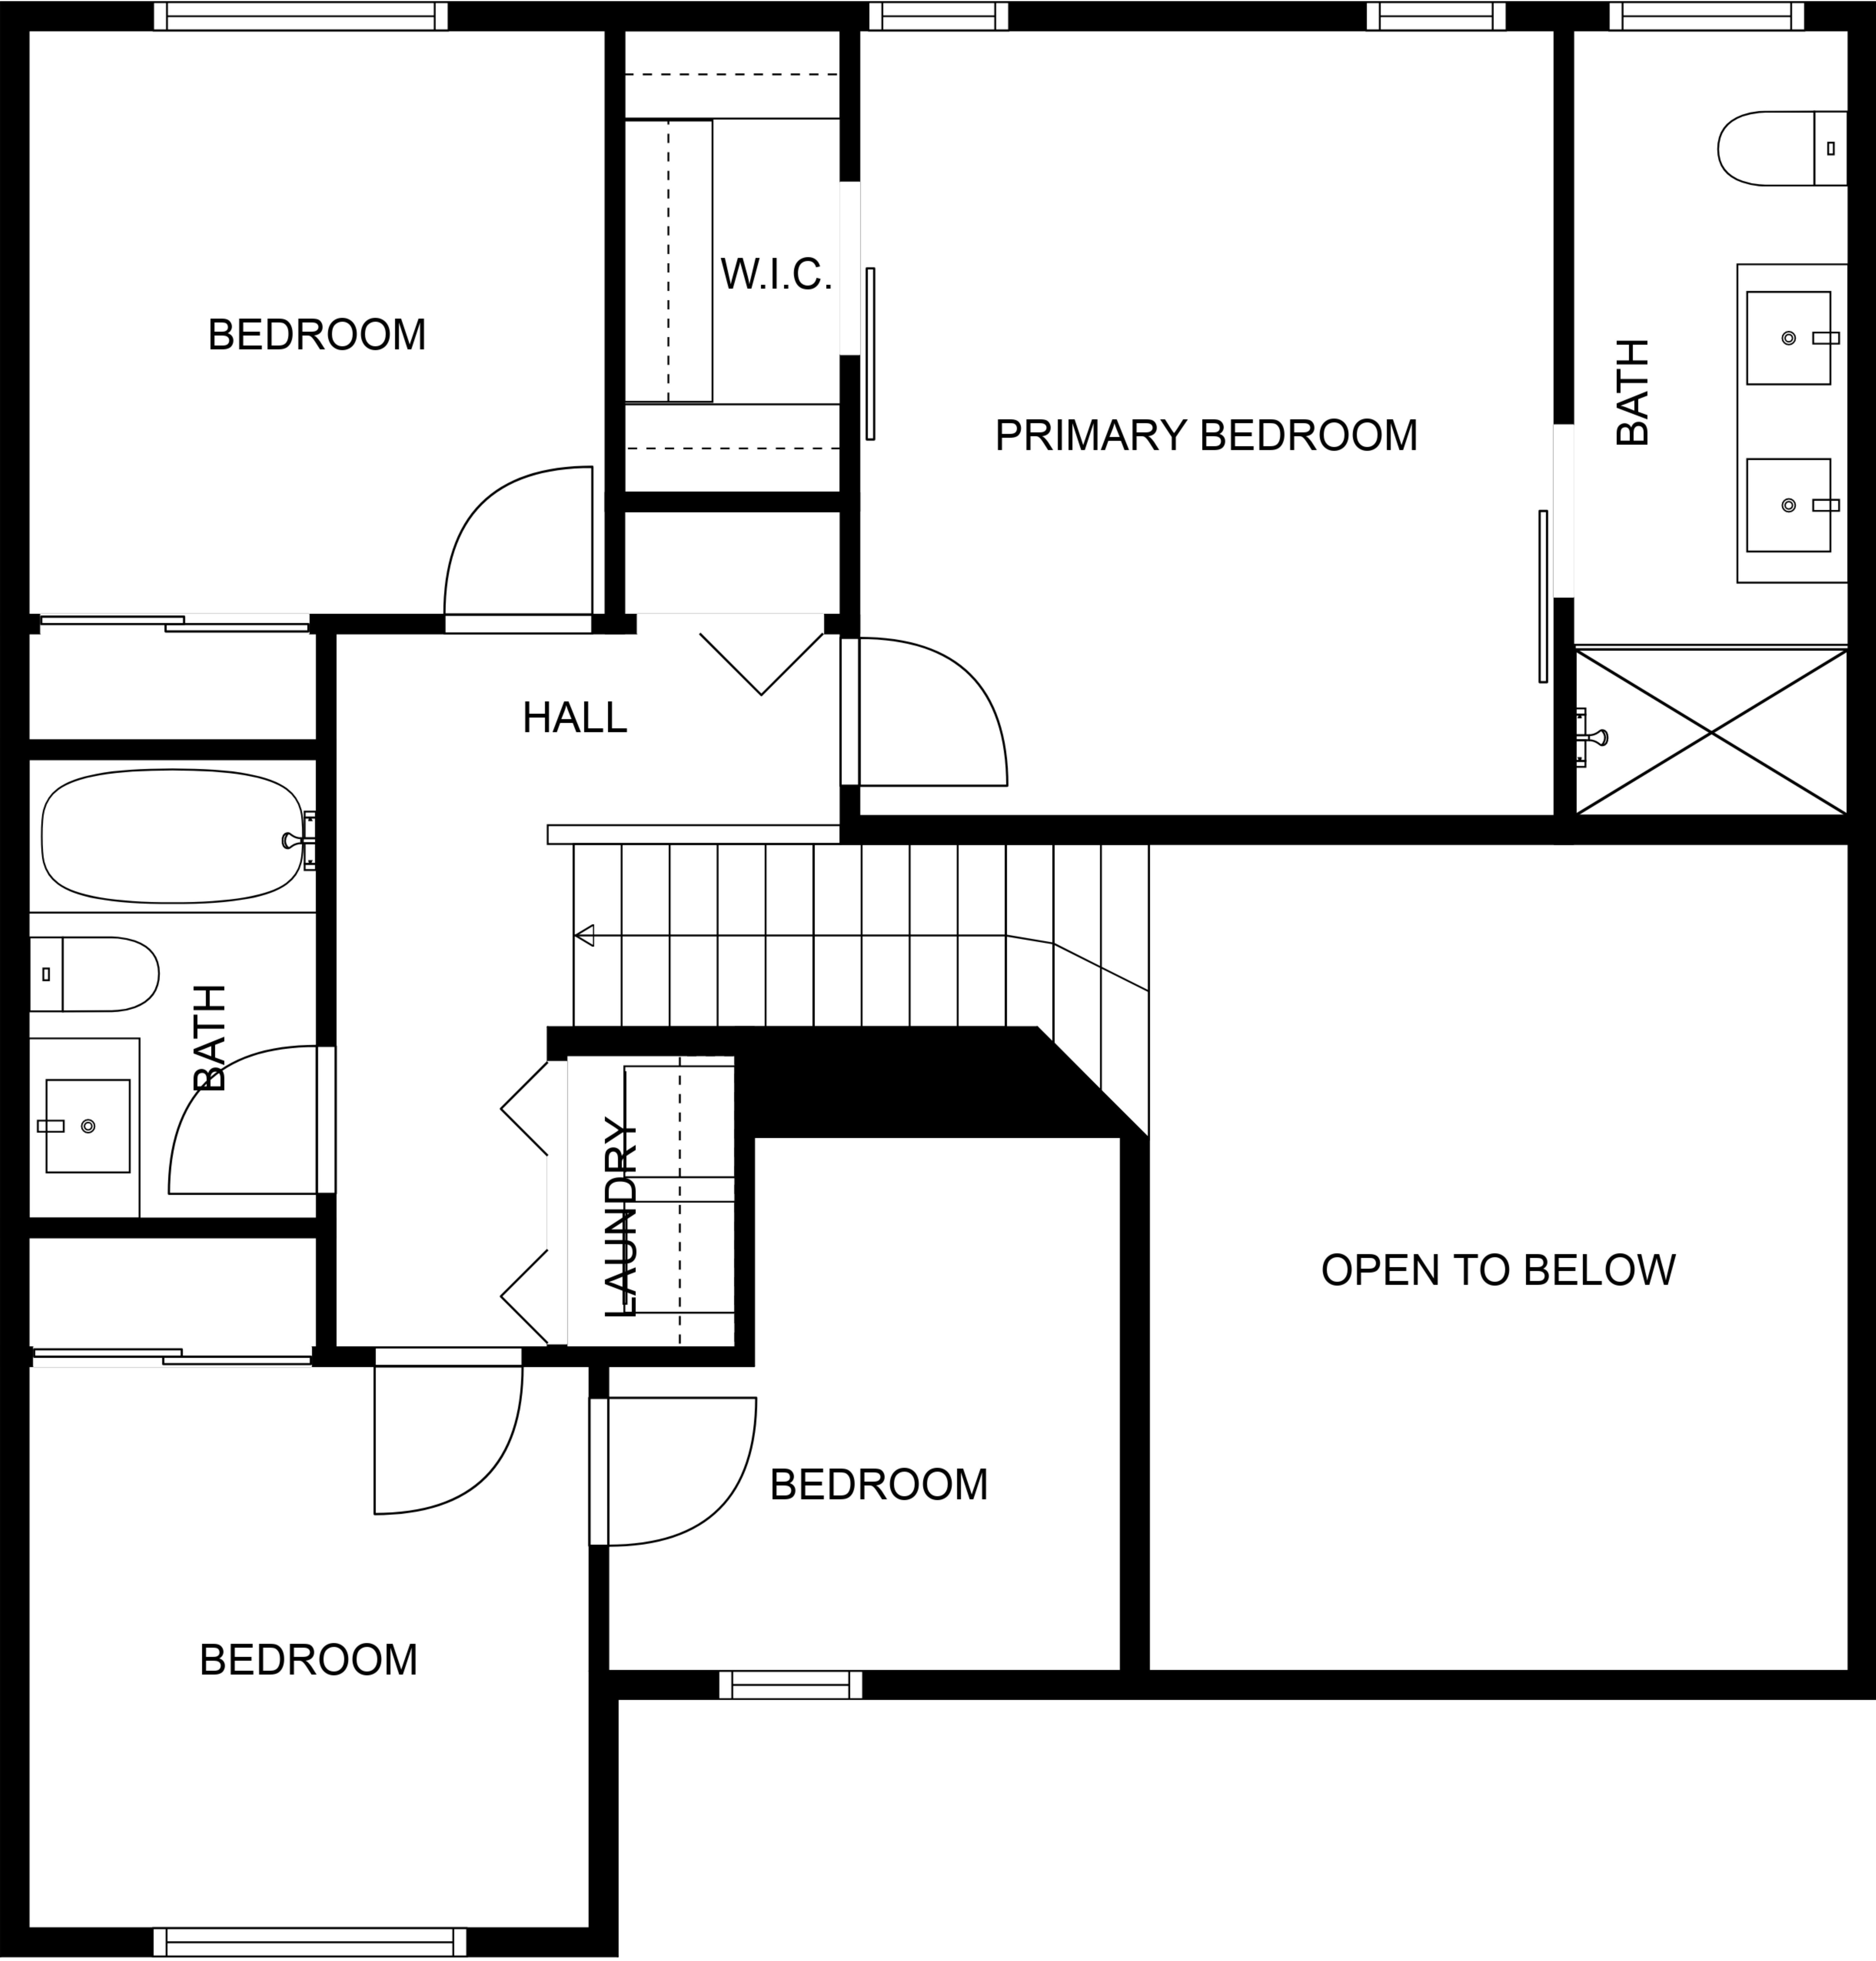 W.I.C.
BEDROOM
BATH
PRIMARY BEDROOM
HALL
BATH
LAUNDRY
OPEN TO BELOW
BEDROOM
BEDROOM